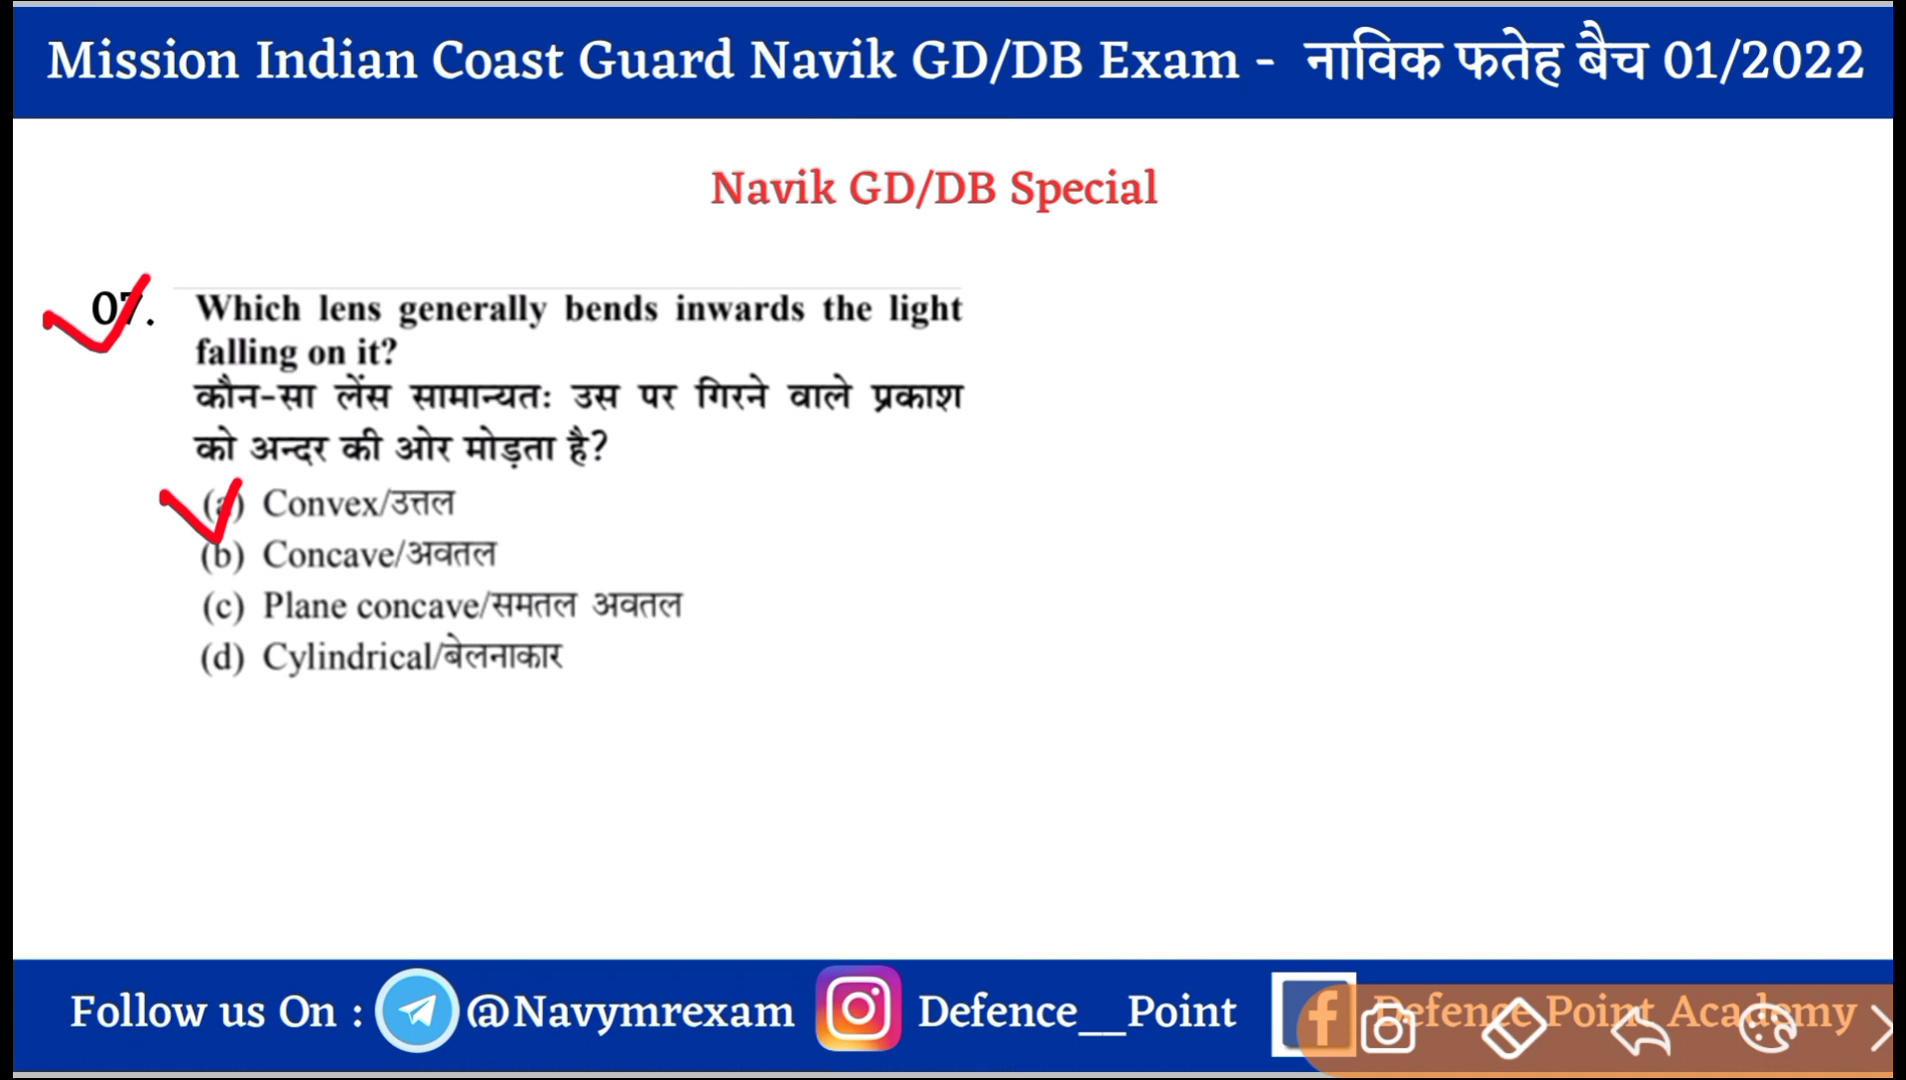 Mission Indian Coast Guard Navik GD/DB Exam - नाविक फतेह बैच 01/2022
Navik GD/DB Special
07. Which lens generally bends inwards the light
falling on it?
कौन-सा लेंस सामान्यतः उस पर गिरने वाले प्रकाश
को अन्दर की ओर मोड़ता है?
(a) Convex/उत्तल
(b) Concave/अवतल
(c) Plane concave/समतल अवतल
(d) Cylindrical/बेलनाकार
Follow us On : @Navymrexam Defence__Point Defence Point Academy